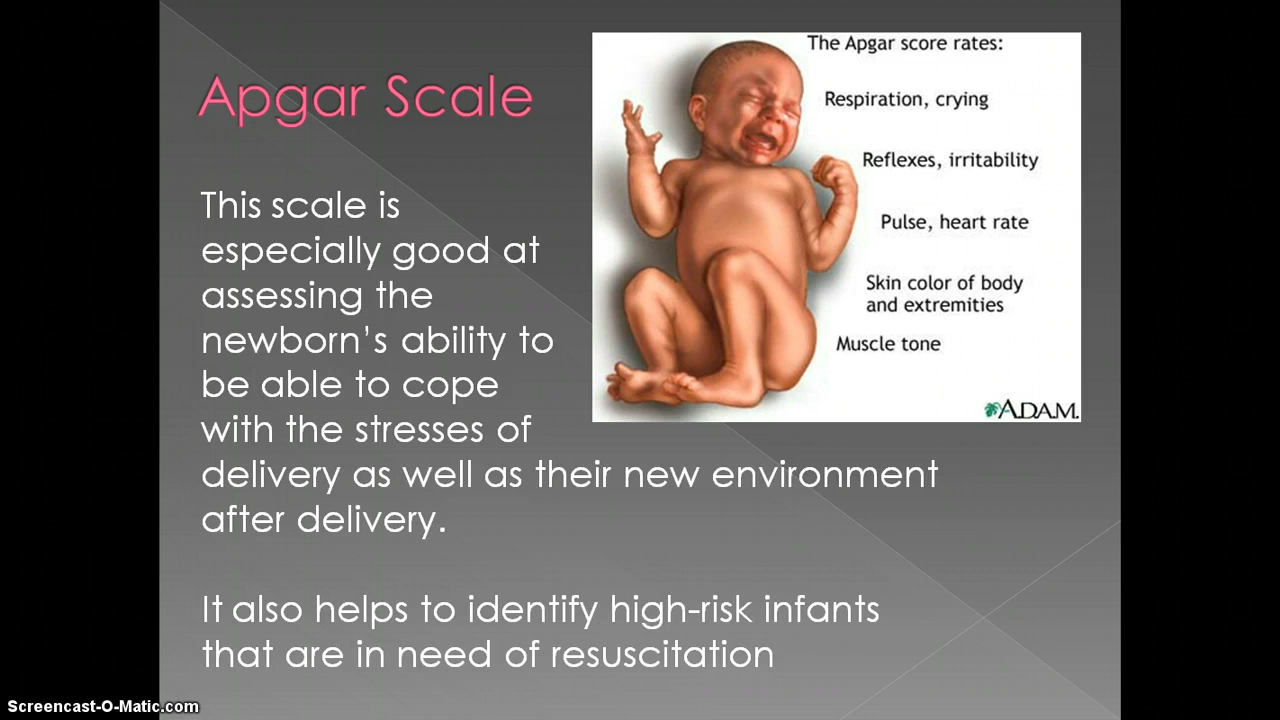 Apgar Scale
This scale is
especially good at
assessing the
newborn's ability to
be able to cope
with the stresses of
delivery as well as their new environment
after delivery.
It also helps to identify high-risk infants
that are in need of resuscitation
The Apgar score rates:
Respiration, crying
Reflexes, irritability
Pulse, heart rate
Skin color of body
and extremities
Muscle tone
ADAM.
Screencast-O-Matic.com